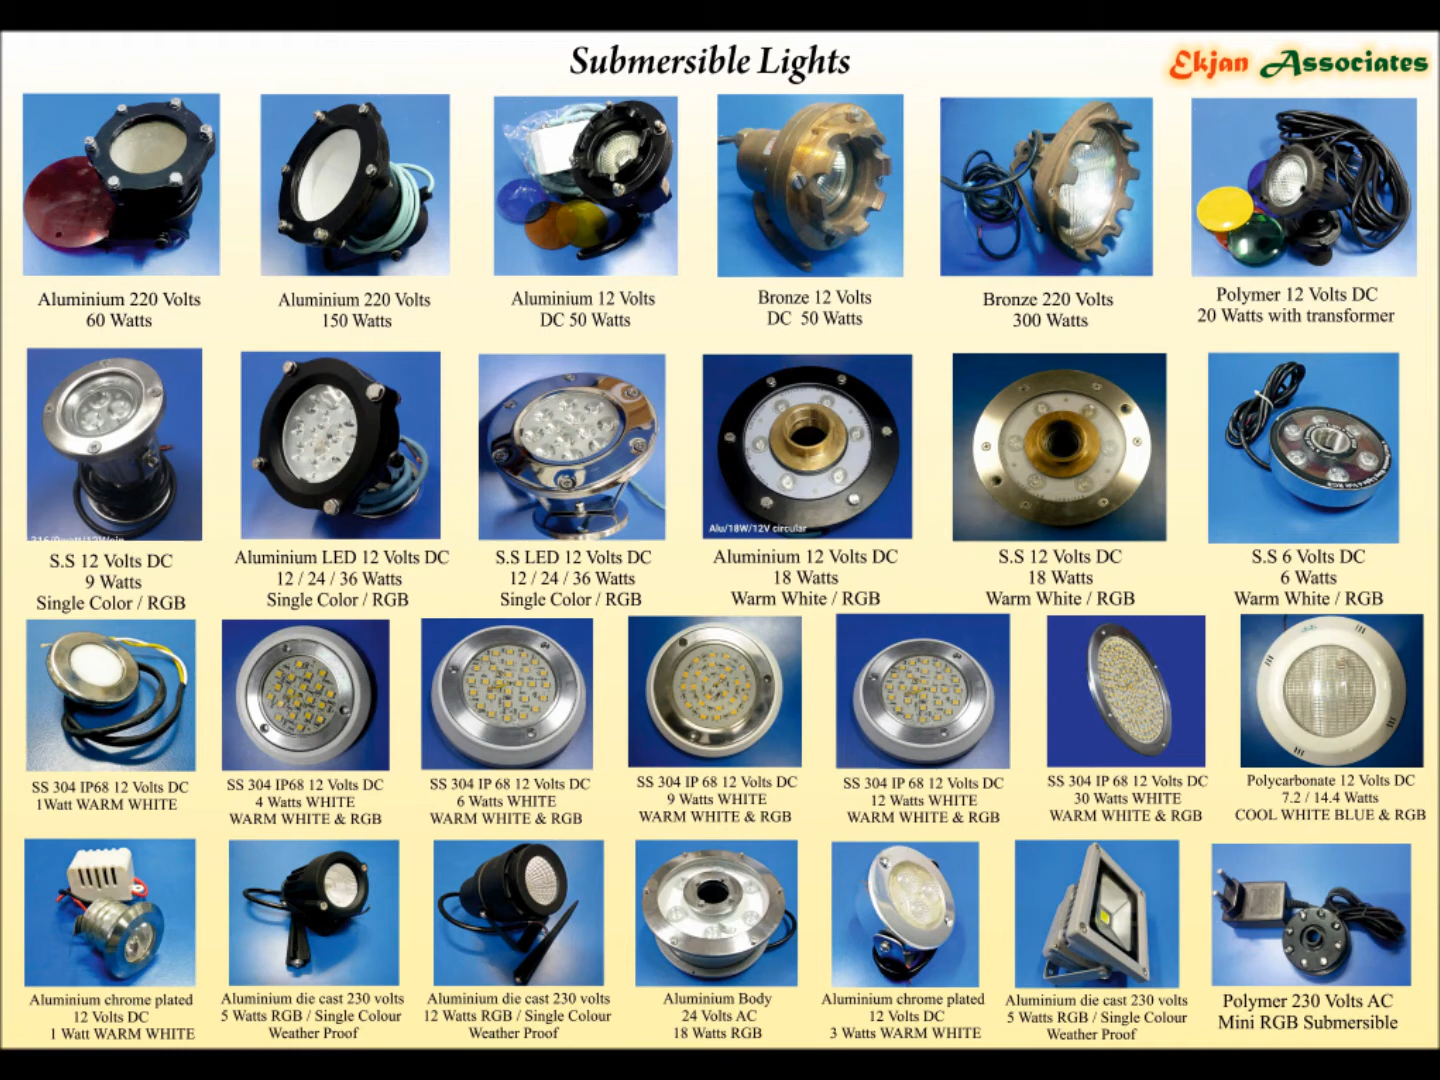 Submersible Lights
Ekjan Associates
Aluminium 220 Volts
60 Watts
Aluminium 220 Volts
150 Watts
Aluminium 12 Volts
DC 50 Watts
Bronze 12 Volts
DC 50 Watts
Bronze 220 Volts
300 Watts
Polymer 12 Volts DC
20 Watts with transformer
S.S 12 Volts DC
9 Watts
Single Color / RGB
Aluminium LED 12 Volts DC
12 / 24 / 36 Watts
Single Color / RGB
S.S LED 12 Volts DC
12 / 24 / 36 Watts
Single Color / RGB
Alu/18W/12V circular
Aluminium 12 Volts DC
18 Watts
Warm White / RGB
S.S 12 Volts DC
18 Watts
Warm White / RGB
S.S 6 Volts DC
6 Watts
Warm White / RGB
SS 304 IP68 12 Volts DC
1Watt WARM WHITE
SS 304 IP68 12 Volts DC
4 Watts WHITE
WARM WHITE & RGB
SS 304 IP 68 12 Volts DC
6 Watts WHITE
WARM WHITE & RGB
SS 304 IP 68 12 Volts DC
9 Watts WHITE
WARM WHITE & RGB
SS 304 IP 68 12 Volts DC
12 Watts WHITE
WARM WHITE & RGB
SS 304 IP 68 12 Volts DC
30 Watts WHITE
WARM WHITE & RGB
Polycarbonate 12 Volts DC
7.2 / 14.4 Watts
COOL WHITE BLUE & RGB
Aluminium chrome plated
12 Volts DC
1 Watt WARM WHITE
Aluminium die cast 230 volts
5 Watts RGB / Single Colour
Weather Proof
Aluminium die cast 230 volts
12 Watts RGB / Single Colour
Weather Proof
Aluminium Body
24 Volts AC
18 Watts RGB
Aluminium chrome plated
12 Volts DC
3 Watts WARM WHITE
Aluminium die cast 230 volts
5 Watts RGB / Single Colour
Weather Proof
Polymer 230 Volts AC
Mini RGB Submersible